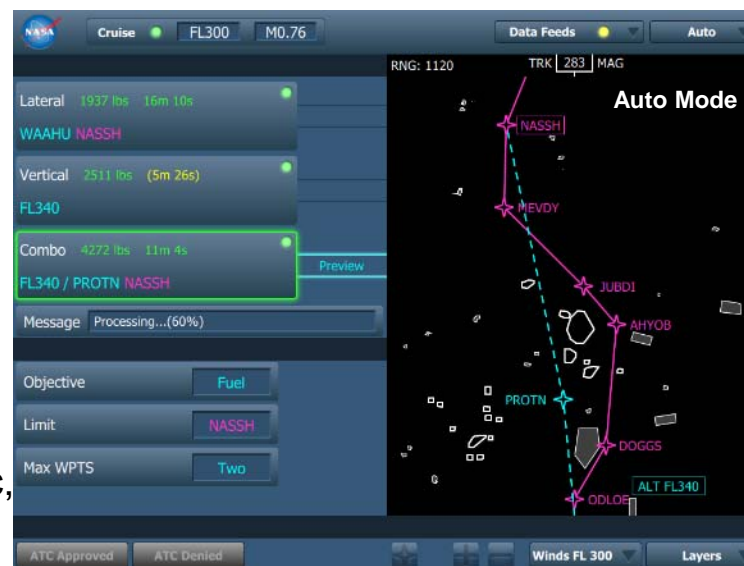 NASA Cruise FL300 M0.76 Data Feeds Auto
RNG: 1120 TRK 283 MAG
Auto Mode
Lateral 1937 lbs 16m 10s
WAAHU NASSH
Vertical 2511 lbs (5m 26s)
FL340
Combo 4272 lbs 11m 4s
FL340 / PROTN NASSH
Preview
Message Processing...(60%)
Objective Fuel
Limit NASSH
Max WPTS Two
NASSH
MEVDY
JUBDI
AHYOB
PROTN
DOGGS
ALT FL340
ODLOE
ATC Approved ATC Denied Winds FL 300 Layers